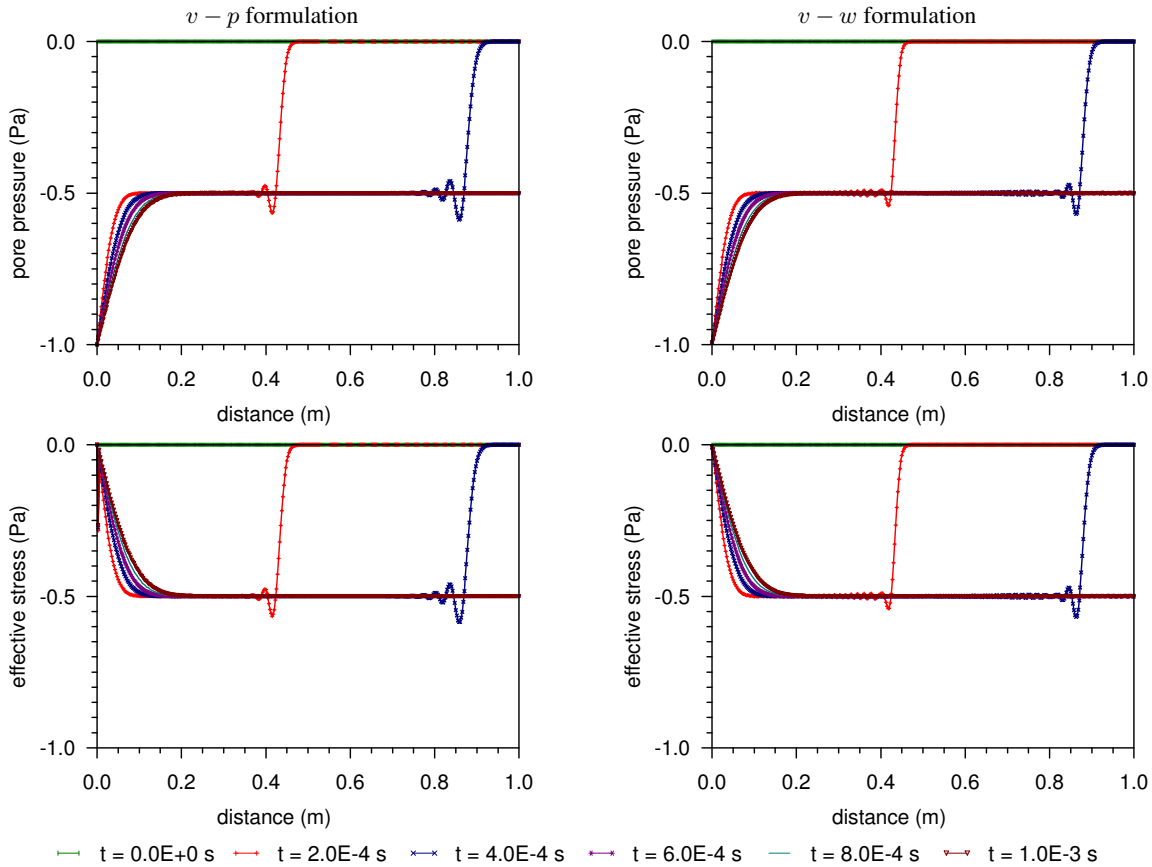 v − p formulation
v − w formulation
0.0
-0.5
-1.0
pore pressure (Pa)
0.0 0.2 0.4 0.6 0.8 1.0
distance (m)
0.0
-0.5
-1.0
pore pressure (Pa)
0.0 0.2 0.4 0.6 0.8 1.0
distance (m)
0.0
-0.5
-1.0
effective stress (Pa)
0.0 0.2 0.4 0.6 0.8 1.0
distance (m)
0.0
-0.5
-1.0
effective stress (Pa)
0.0 0.2 0.4 0.6 0.8 1.0
distance (m)
t = 0.0E+0 s t = 2.0E-4 s t = 4.0E-4 s t = 6.0E-4 s t = 8.0E-4 s t = 1.0E-3 s